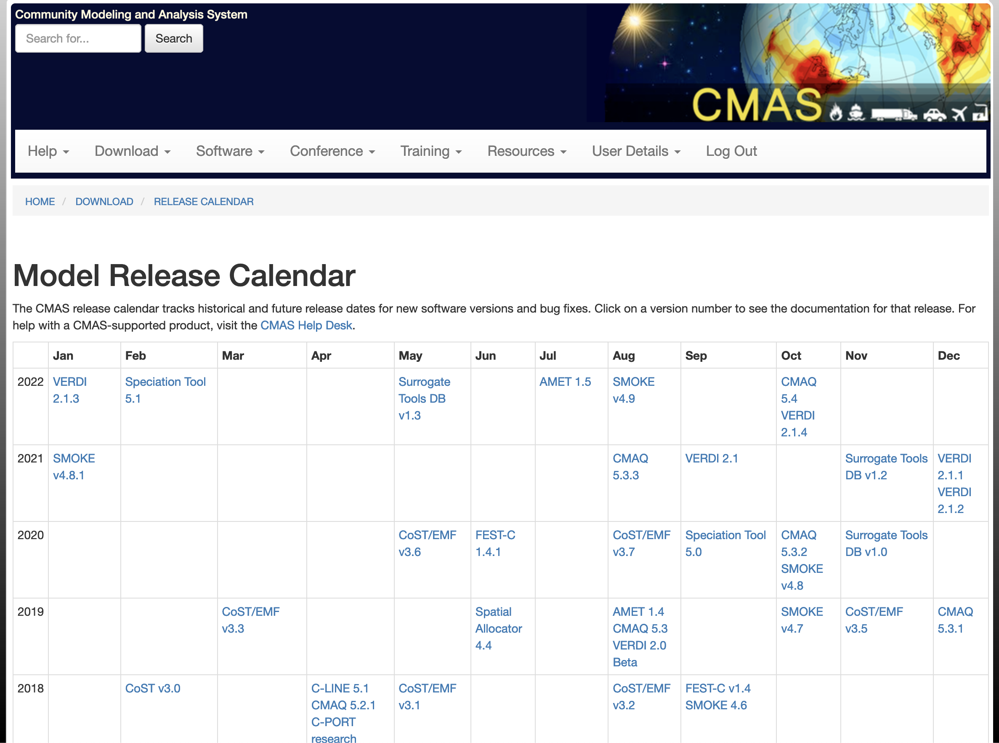 Community Modeling and Analysis System
Search for...
Search
CMAS
Help
Download
Software
Conference
Training
Resources
User Details
Log Out
HOME / DOWNLOAD / RELEASE CALENDAR
Model Release Calendar
The CMAS release calendar tracks historical and future release dates for new software versions and bug fixes. Click on a version number to see the documentation for that release. For
help with a CMAS-supported product, visit the CMAS Help Desk.
Jan
Feb
Mar
Apr
May
Jun
Jul
Aug
Sep
Oct
Nov
Dec
2022
VERDI
2.1.3
Speciation Tool
5.1
Surrogate
Tools DB
v1.3
AMET 1.5
SMOKE
v4.9
CMAQ
5.4
VERDI
2.1.4
2021
SMOKE
v4.8.1
CMAQ
5.3.3
VERDI 2.1
Surrogate Tools
DB v1.2
VERDI
2.1.1
VERDI
2.1.2
2020
CoST/EMF
v3.6
FEST-C
1.4.1
CoST/EMF
v3.7
Speciation Tool
5.0
CMAQ
5.3.2
SMOKE
v4.8
Surrogate Tools
DB v1.0
2019
CoST/EMF
v3.3
Spatial
Allocator
4.4
AMET 1.4
CMAQ 5.3
VERDI 2.0
Beta
SMOKE
v4.7
CoST/EMF
v3.5
CMAQ
5.3.1
2018
CoST v3.0
C-LINE 5.1
CMAQ 5.2.1
C-PORT
research
CoST/EMF
v3.1
CoST/EMF
v3.2
FEST-C v1.4
SMOKE 4.6